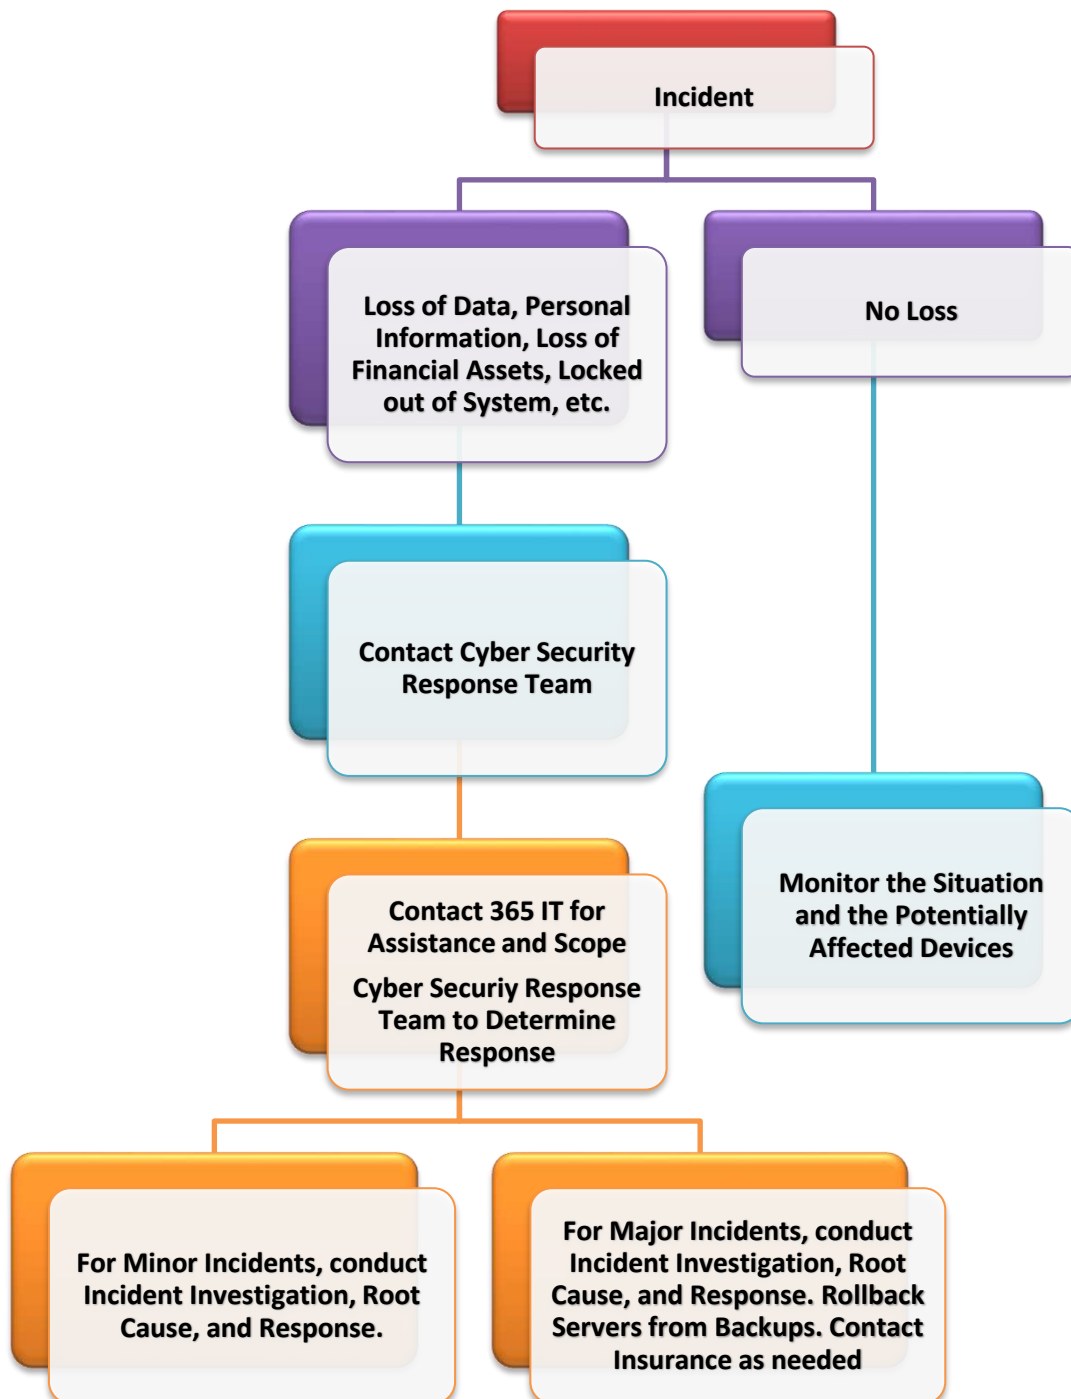 Incident
Loss of Data, Personal
Information, Loss of
Financial Assets, Locked
out of System, etc.
No Loss
Contact Cyber Security
Response Team
Contact 365 IT for
Assistance and Scope
Cyber Securiy Response
Team to Determine
Response
Monitor the Situation
and the Potentially
Affected Devices
For Minor Incidents, conduct
Incident Investigation, Root
Cause, and Response.
For Major Incidents, conduct
Incident Investigation, Root
Cause, and Response. Rollback
Servers from Backups. Contact
Insurance as needed